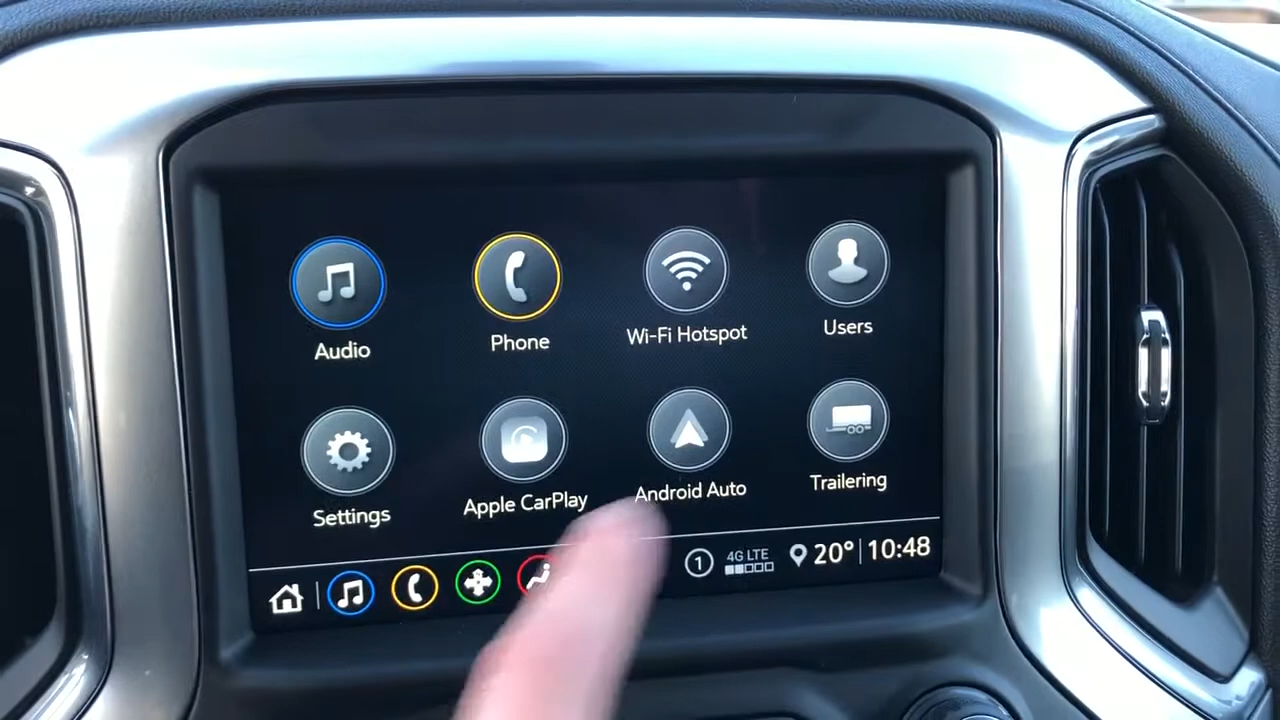 Audio
Phone
Wi-Fi Hotspot
Users
Settings
Apple CarPlay
Android Auto
Trailering
1
4G LTE
20°
10:48